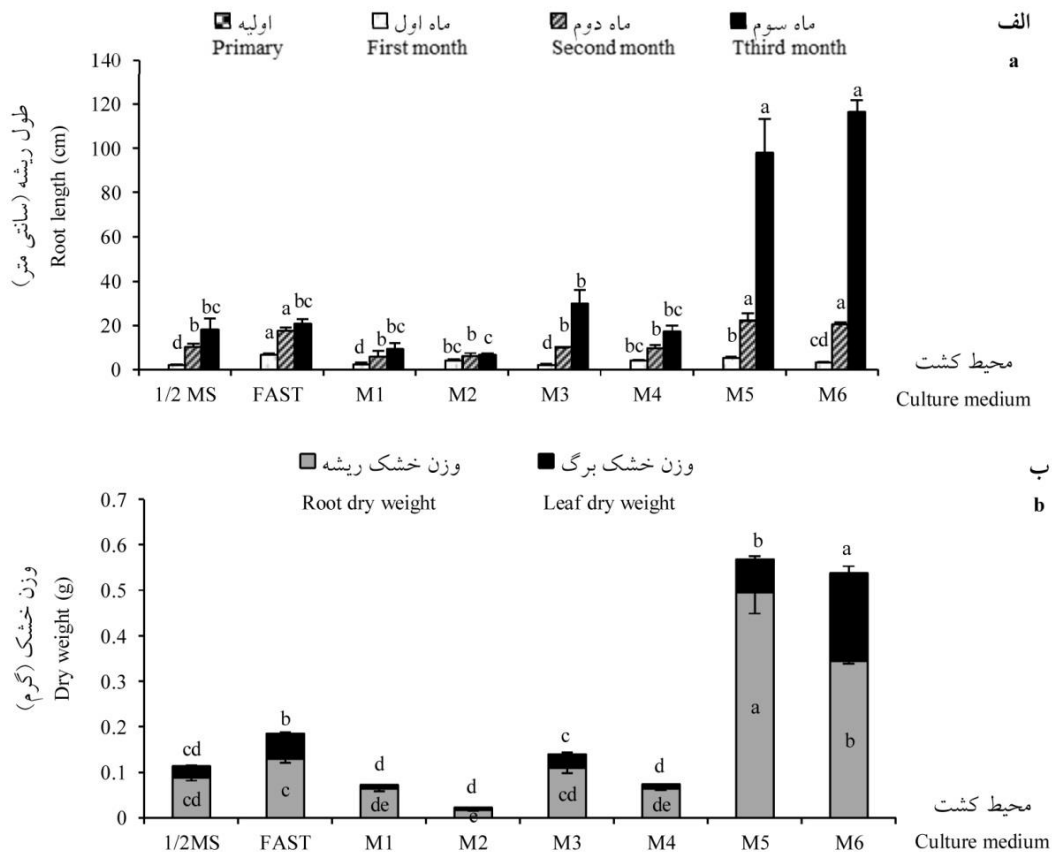 الف
a
اولیه
Primary
ماه اول
First month
ماه دوم
Second month
ماه سوم
Tthird month
طول ریشه (سانتی متر)
Root length (cm)
140
120
100
80
60
40
20
0
d b bc
a a bc
d b bc
bc b c
d b b
bc b bc
b a a
cd a a
1/2 MS FAST M1 M2 M3 M4 M5 M6
محیط کشت
Culture medium
ب
b
وزن خشک ریشه
Root dry weight
وزن خشک برگ
Leaf dry weight
وزن خشک (گرم)
Dry weight (g)
0.7
0.6
0.5
0.4
0.3
0.2
0.1
0
cd b d d c d b a
cd c de e cd de a b
1/2MS FAST M1 M2 M3 M4 M5 M6
محیط کشت
Culture medium